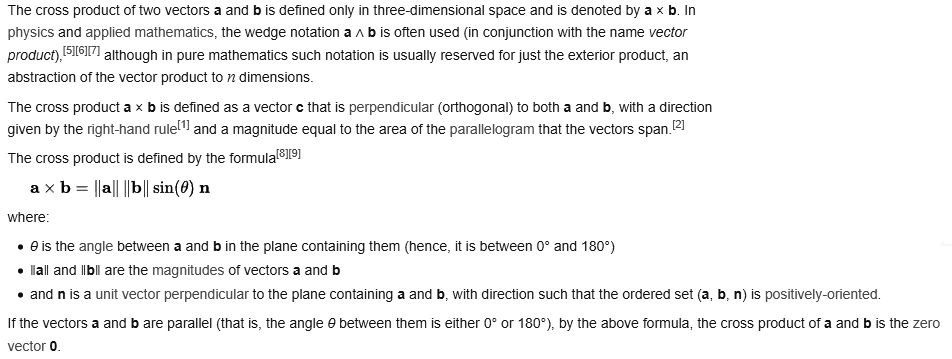 The cross product of two vectors a and b is defined only in three-dimensional space and is denoted by a × b. In
physics and applied mathematics, the wedge notation a ∧ b is often used (in conjunction with the name vector
product),[5][6][7] although in pure mathematics such notation is usually reserved for just the exterior product, an
abstraction of the vector product to n dimensions.
The cross product a × b is defined as a vector c that is perpendicular (orthogonal) to both a and b, with a direction
given by the right-hand rule[1] and a magnitude equal to the area of the parallelogram that the vectors span.[2]
The cross product is defined by the formula[8][9]
a × b = ‖a‖ ‖b‖ sin(θ) n
where:
• θ is the angle between a and b in the plane containing them (hence, it is between 0° and 180°)
• ‖a‖ and ‖b‖ are the magnitudes of vectors a and b
• and n is a unit vector perpendicular to the plane containing a and b, with direction such that the ordered set (a, b, n) is positively-oriented.
If the vectors a and b are parallel (that is, the angle θ between them is either 0° or 180°), by the above formula, the cross product of a and b is the zero
vector 0.